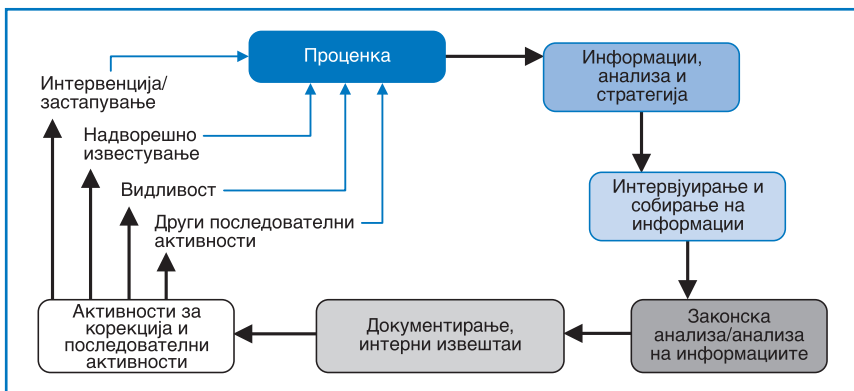 Проценка
Информации,
анализа и
стратегија
Интервенција/
застапување
Надворешно
известување
Видливост
Други последователни
активности
Интервјуирање и
собирање на
информации
Активности за
корекција и
последователни
активности
Документирање,
интерни извештаи
Законска
анализа/анализа
на информациите